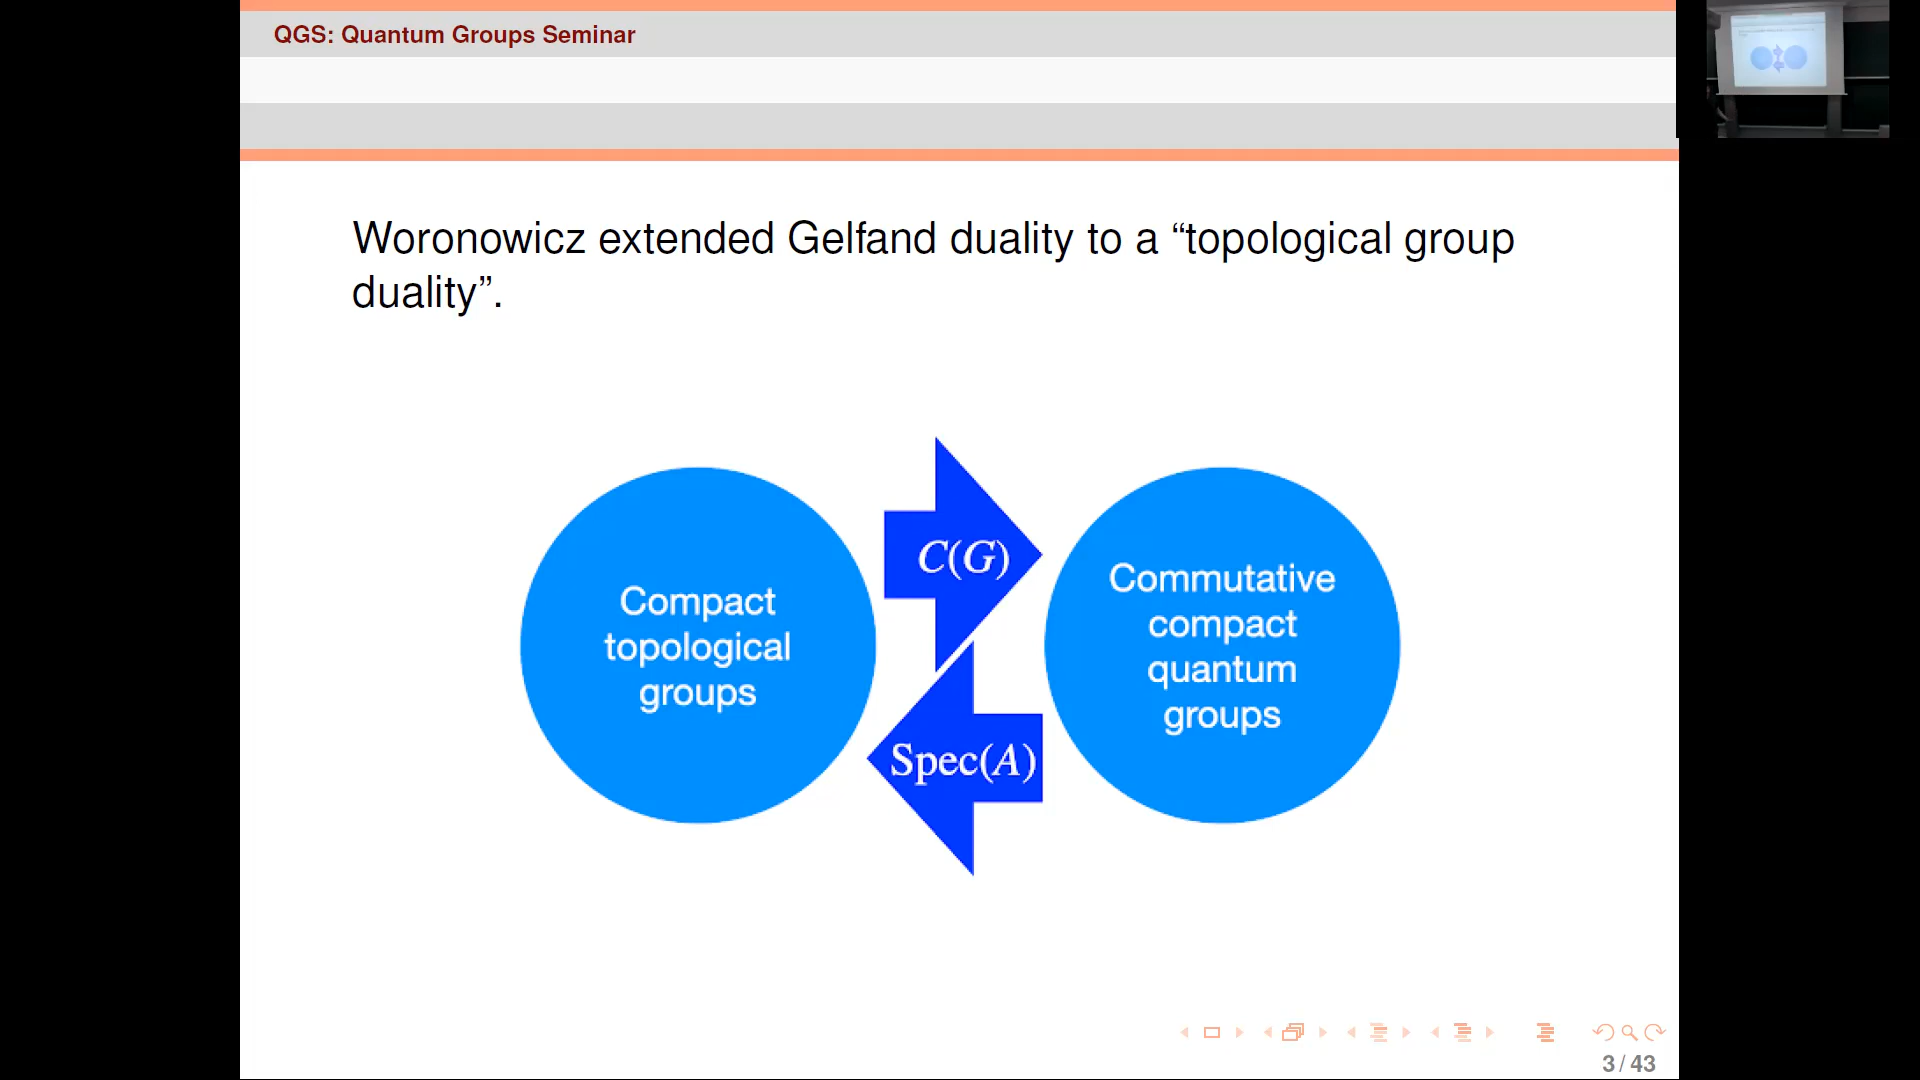 QGS: Quantum Groups Seminar
Woronowicz extended Gelfand duality to a “topological group
duality”.
Compact
topological
groups
C(G)
Spec(A)
Commutative
compact
quantum
groups
3 / 43